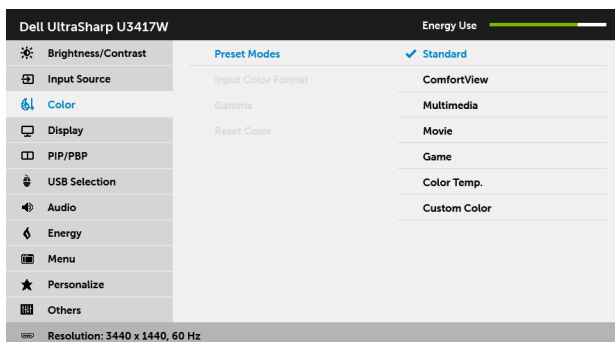 Dell UltraSharp U3417W
Energy Use
Brightness/Contrast
Preset Modes
Standard
Input Source
Input Color Format
ComfortView
Color
Gamma
Multimedia
Display
Reset Color
Movie
PIP/PBP
Game
USB Selection
Color Temp.
Audio
Custom Color
Energy
Menu
Personalize
Others
Resolution: 3440 x 1440, 60 Hz